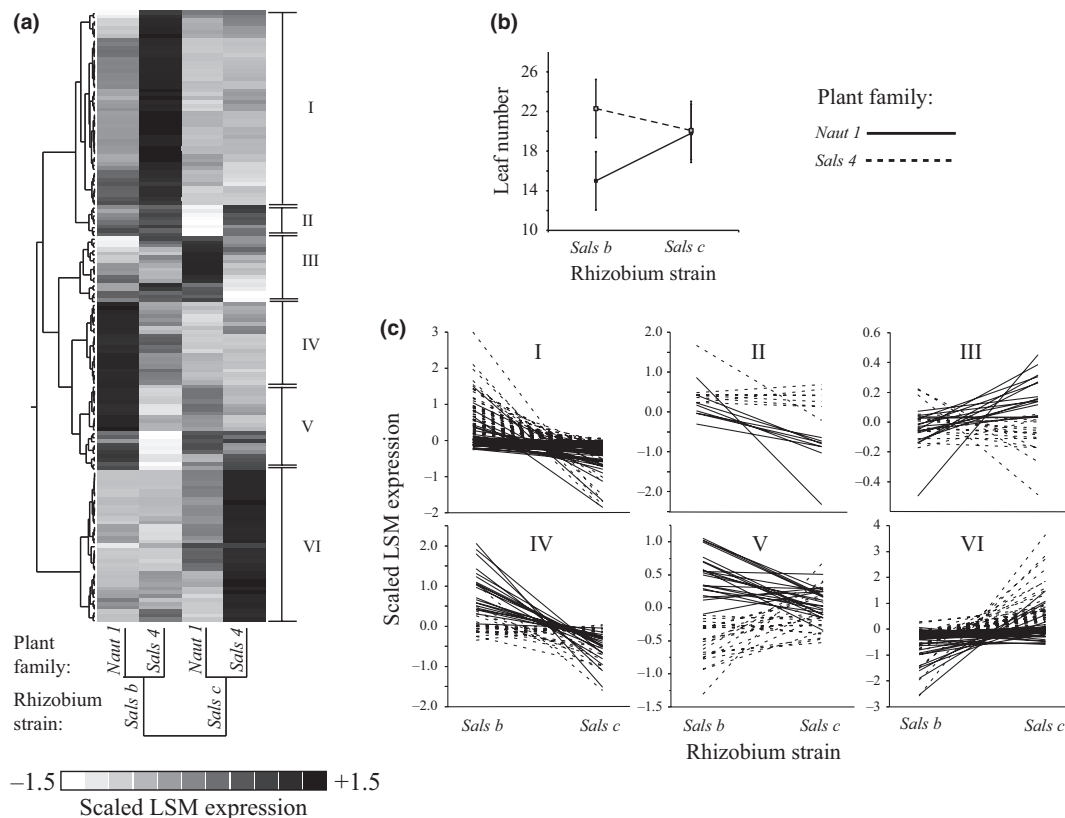 (a)
I
II
III
IV
V
VI
Plant family:
Naut 1
Sals 4
Naut 1
Sals 4
Rhizobium strain:
Sals b
Sals c
–1.5
+1.5
Scaled LSM expression
(b)
Leaf number
26
22
18
14
10
Sals b
Sals c
Rhizobium strain
Plant family:
Naut 1
Sals 4
(c)
Scaled LSM expression
I
3
2
1
0
–1
–2
II
2.0
1.0
0.0
–1.0
–2.0
–2.5
III
0.6
0.4
0.2
0.0
–0.2
–0.4
IV
2.0
1.0
0.0
–1.0
–2.0
V
1.5
1.0
0.5
0.0
–0.5
–1.0
–1.5
VI
4
3
2
1
0
–1
–2
–3
Sals b
Sals c
Sals b
Sals c
Sals b
Sals c
Rhizobium strain